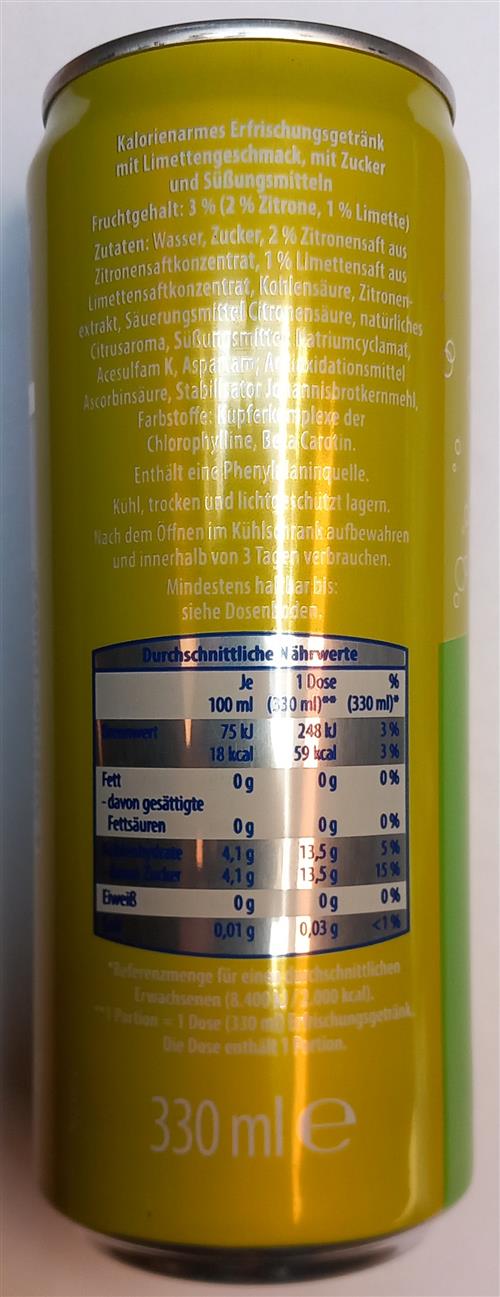 Kalorienarmes Erfrischungsgetränk
mit Limettengeschmack, mit Zucker
und Süßungsmitteln
Fruchtgehalt: 3 % (2 % Zitrone, 1 % Limette)
Zutaten: Wasser, Zucker, 2 % Zitronensaft aus
Zitronensaftkonzentrat, 1 % Limettensaft aus
Limettensaftkonzentrat, Kohlensäure, Zitronen-
extrakt, Säuerungsmittel Citronensäure, natürliches
Citrusaroma, Süßungsmittel Natriumcyclamat,
Acesulfam K, Aspartam; Antioxidationsmittel
Ascorbinsäure, Stabilisator Johannisbrotkernmehl,
Farbstoffe: Kupferkomplexe der
Chlorophylline, Beta Carotin.
Enthält eine Phenylalaninquelle.
Kühl, trocken und lichtgeschützt lagern.
Nach dem Öffnen im Kühlschrank aufbewahren
und innerhalb von 3 Tagen verbrauchen.
Mindestens haltbar bis:
siehe Dosenboden.
Durchschnittliche Nährwerte
Je 1 Dose %
100 ml (330 ml)** (330 ml)*
Brennwert 75 kJ 248 kJ 3 %
18 kcal 59 kcal 3 %
Fett 0 g 0 g 0 %
- davon gesättigte
Fettsäuren 0 g 0 g 0 %
Kohlenhydrate 4,1 g 13,5 g 5 %
- davon Zucker 4,1 g 13,5 g 15 %
Eiweiß 0 g 0 g 0 %
Salz 0,01 g 0,03 g <1 %
*Referenzmenge für einen durchschnittlichen
Erwachsenen (8.400 kJ / 2.000 kcal).
**1 Portion = 1 Dose (330 ml) Erfrischungsgetränk.
Die Dose enthält 1 Portion.
330 ml e